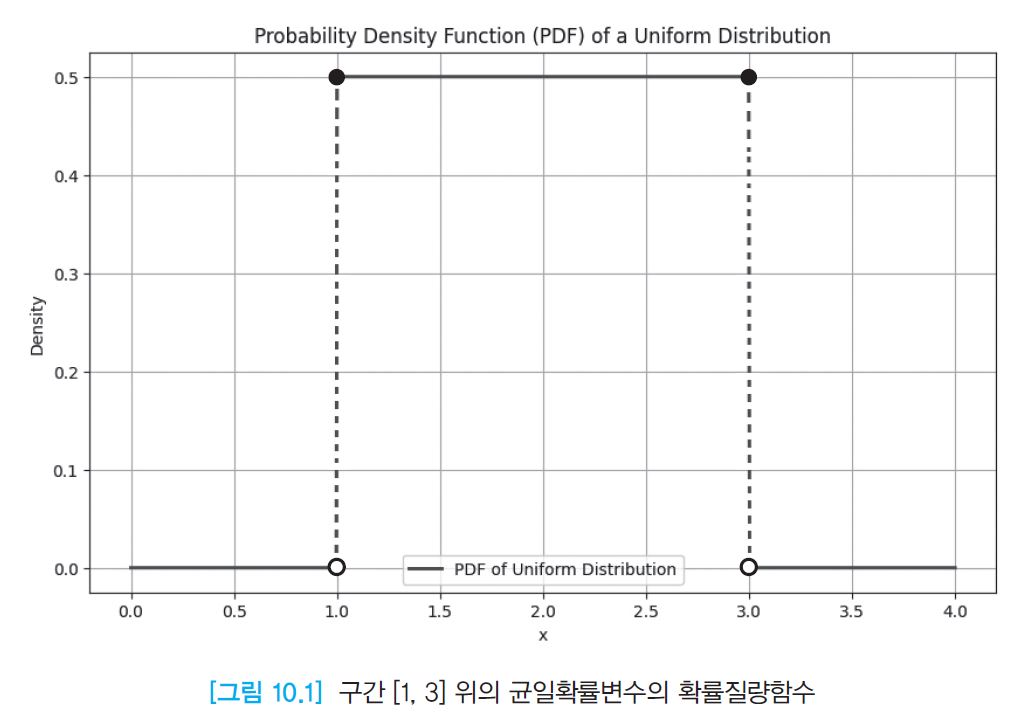 Probability Density Function (PDF) of a Uniform Distribution
0.5
0.4
0.3
0.2
0.1
0.0
Density
PDF of Uniform Distribution
0.0 0.5 1.0 1.5 2.0 2.5 3.0 3.5 4.0
x
[그림 10.1] 구간 [1, 3] 위의 균일확률변수의 확률질량함수